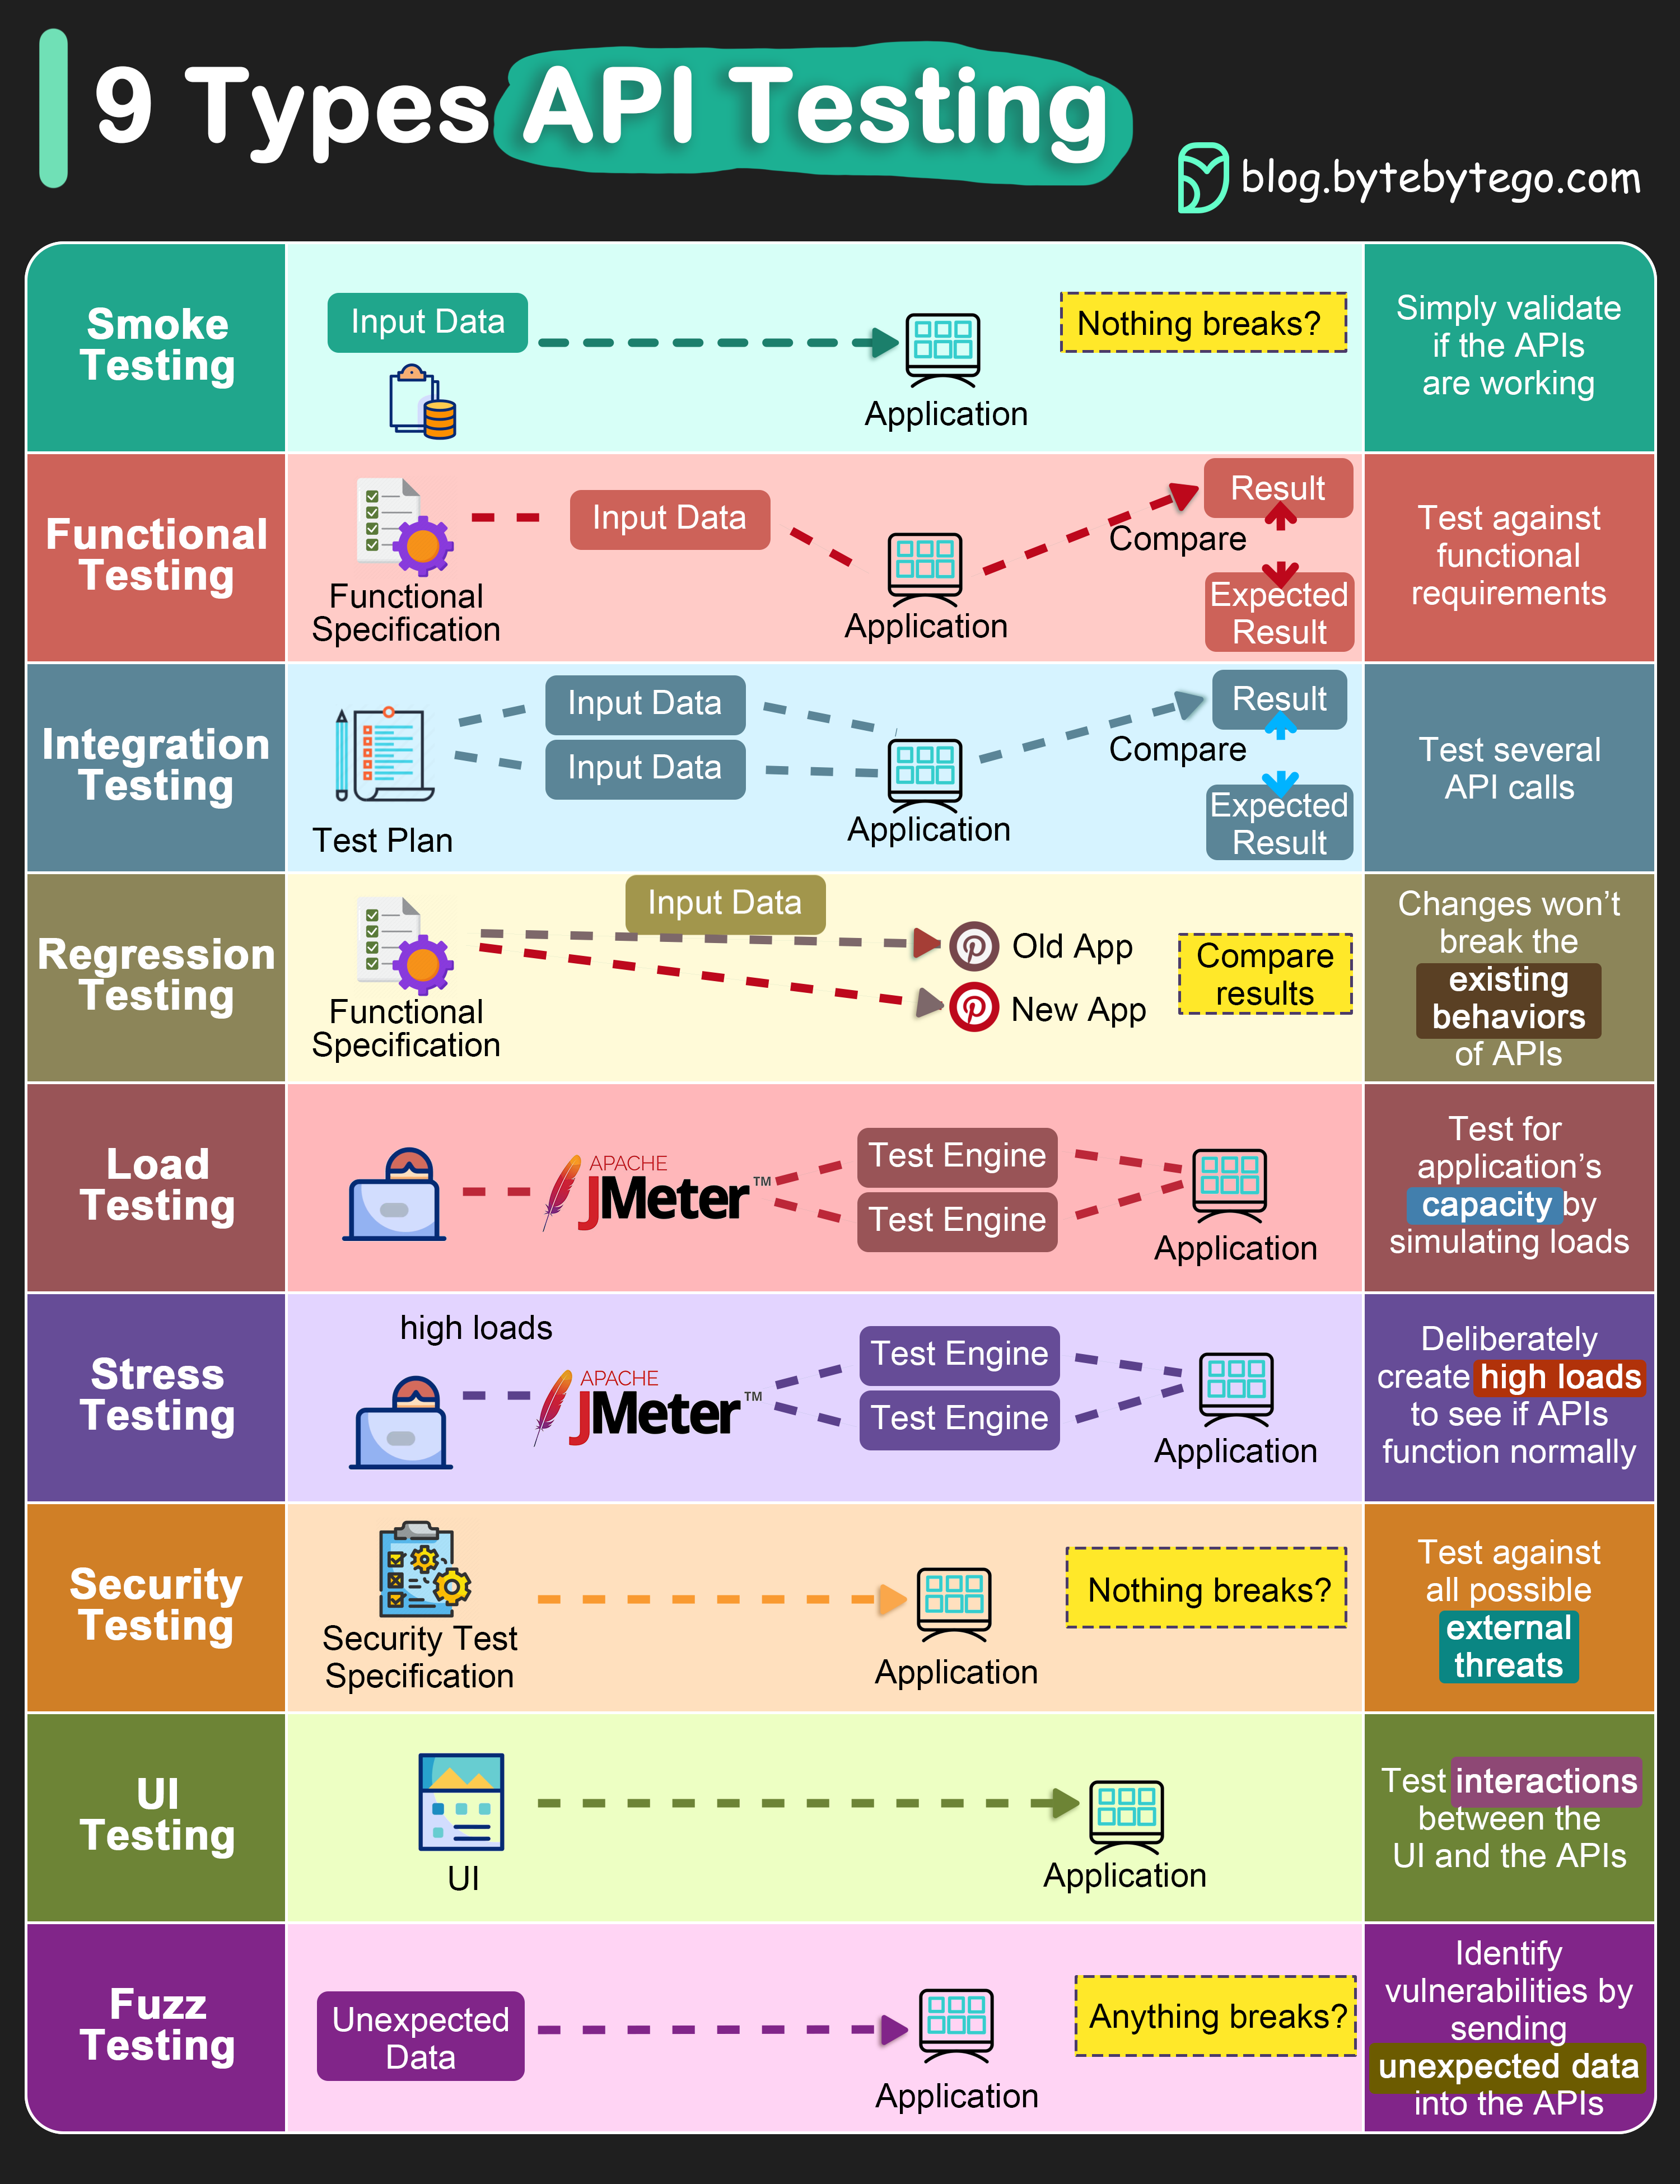 9 Types API Testing
blog.bytebytego.com
Smoke
Testing
Input Data
Application
Nothing breaks?
Simply validate
if the APIs
are working
Functional
Testing
Functional
Specification
Input Data
Application
Compare
Result
Expected
Result
Test against
functional
requirements
Integration
Testing
Test Plan
Input Data
Input Data
Application
Compare
Result
Expected
Result
Test several
API calls
Regression
Testing
Functional
Specification
Input Data
Old App
New App
Compare
results
Changes won't
break the
existing
behaviors
of APIs
Load
Testing
APACHE
JMeter™
Test Engine
Test Engine
Application
Test for
application's
capacity by
simulating loads
Stress
Testing
high loads
APACHE
JMeter™
Test Engine
Test Engine
Application
Deliberately
create high loads
to see if APIs
function normally
Security
Testing
Security Test
Specification
Application
Nothing breaks?
Test against
all possible
external
threats
UI
Testing
UI
Application
Test interactions
between the
UI and the APIs
Fuzz
Testing
Unexpected
Data
Application
Anything breaks?
Identify
vulnerabilities by
sending
unexpected data
into the APIs